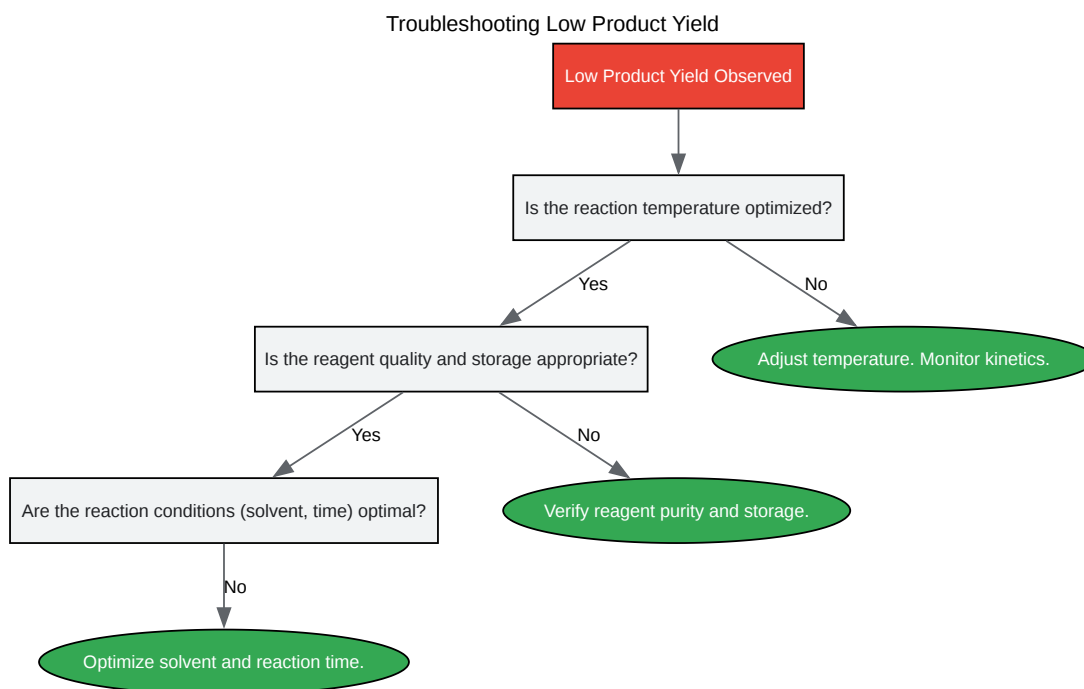 Troubleshooting Low Product Yield
Low Product Yield Observed
Is the reaction temperature optimized?
Yes
No
Is the reagent quality and storage appropriate?
Adjust temperature. Monitor kinetics.
Yes
No
Are the reaction conditions (solvent, time) optimal?
Verify reagent purity and storage.
No
Optimize solvent and reaction time.